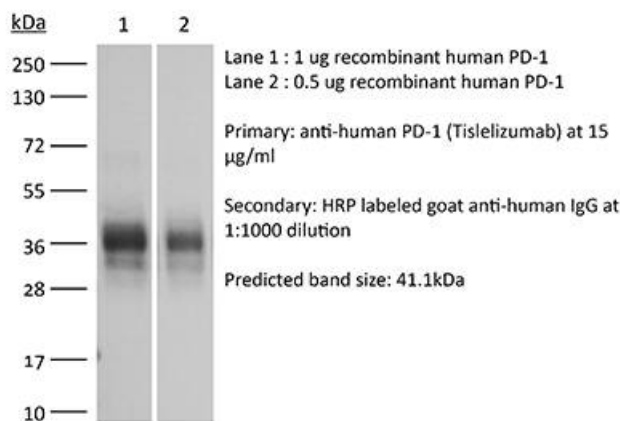 kDa
1 2
250
130
72
55
36
28
17
10
Lane 1 : 1 ug recombinant human PD-1
Lane 2 : 0.5 ug recombinant human PD-1
Primary: anti-human PD-1 (Tislelizumab) at 15
µg/ml
Secondary: HRP labeled goat anti-human IgG at
1:1000 dilution
Predicted band size: 41.1kDa